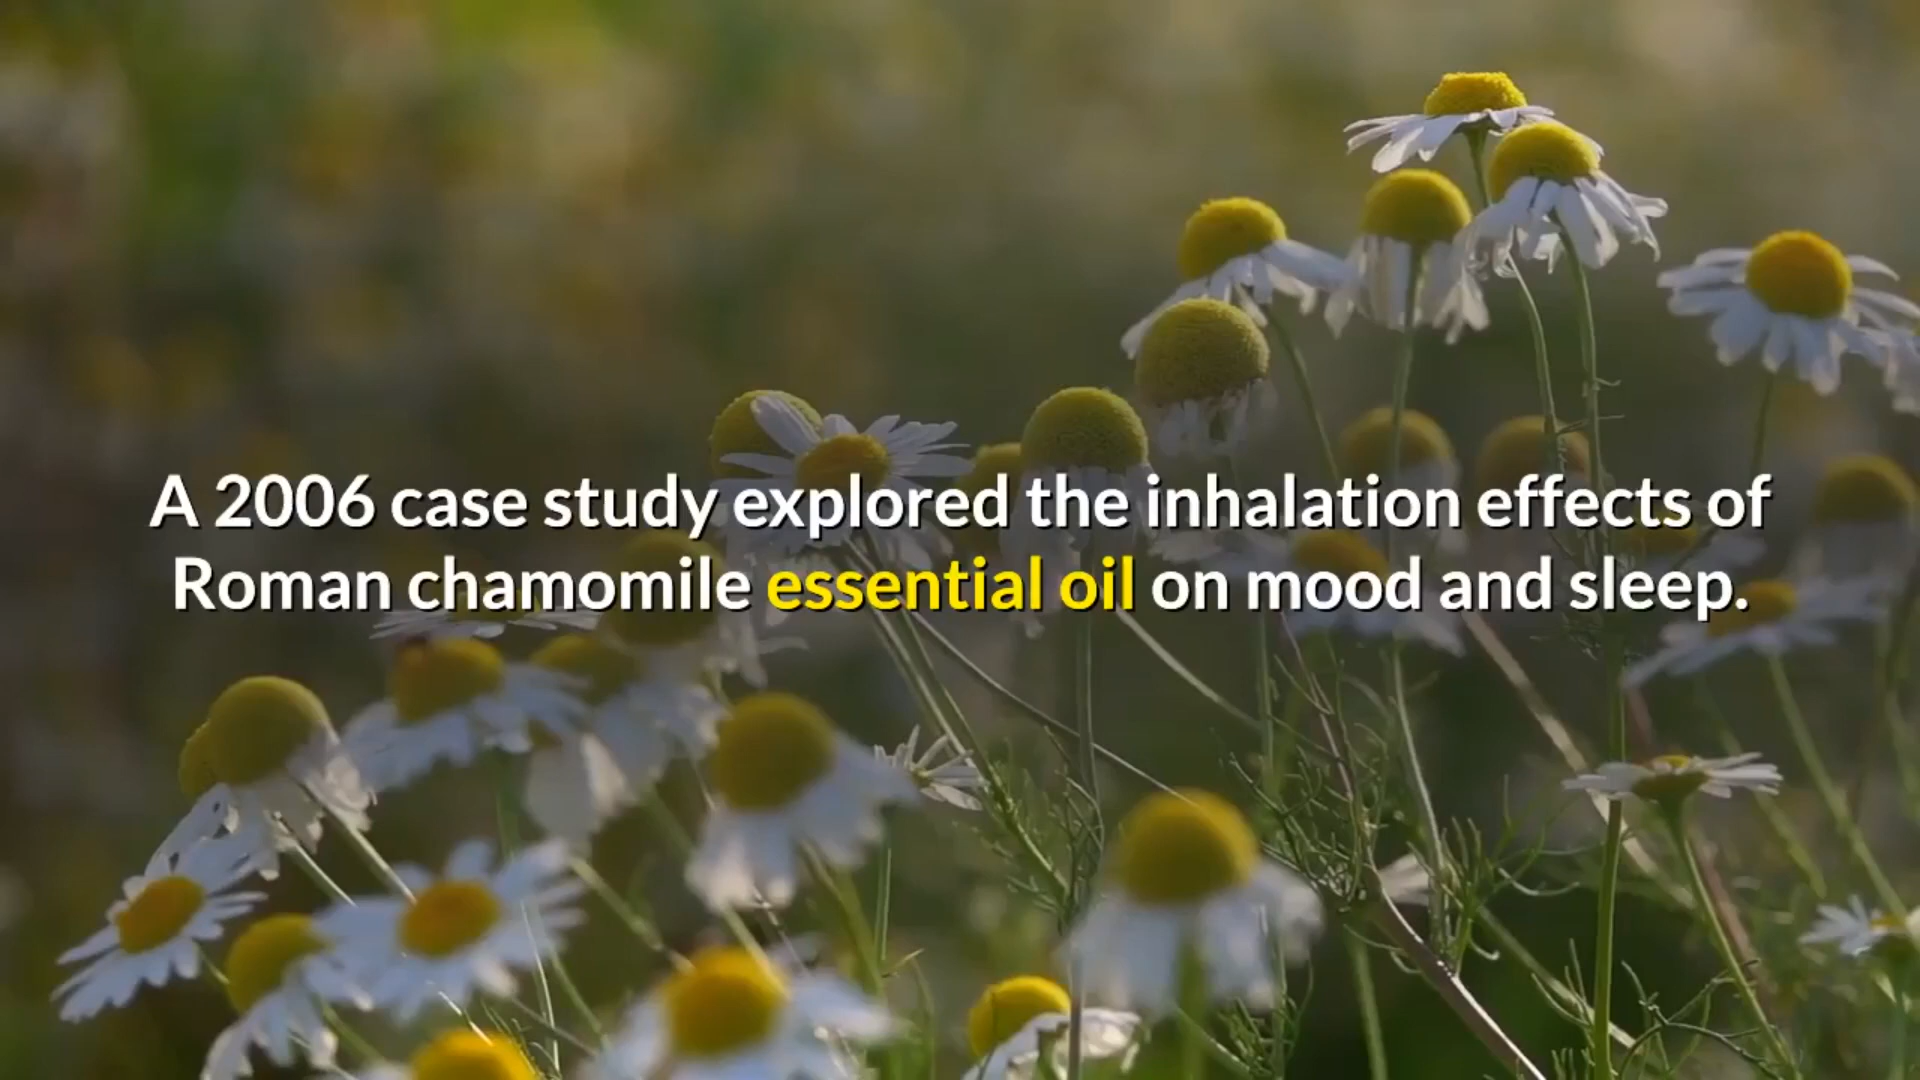 A 2006 case study explored the inhalation effects of
Roman chamomile essential oil on mood and sleep.